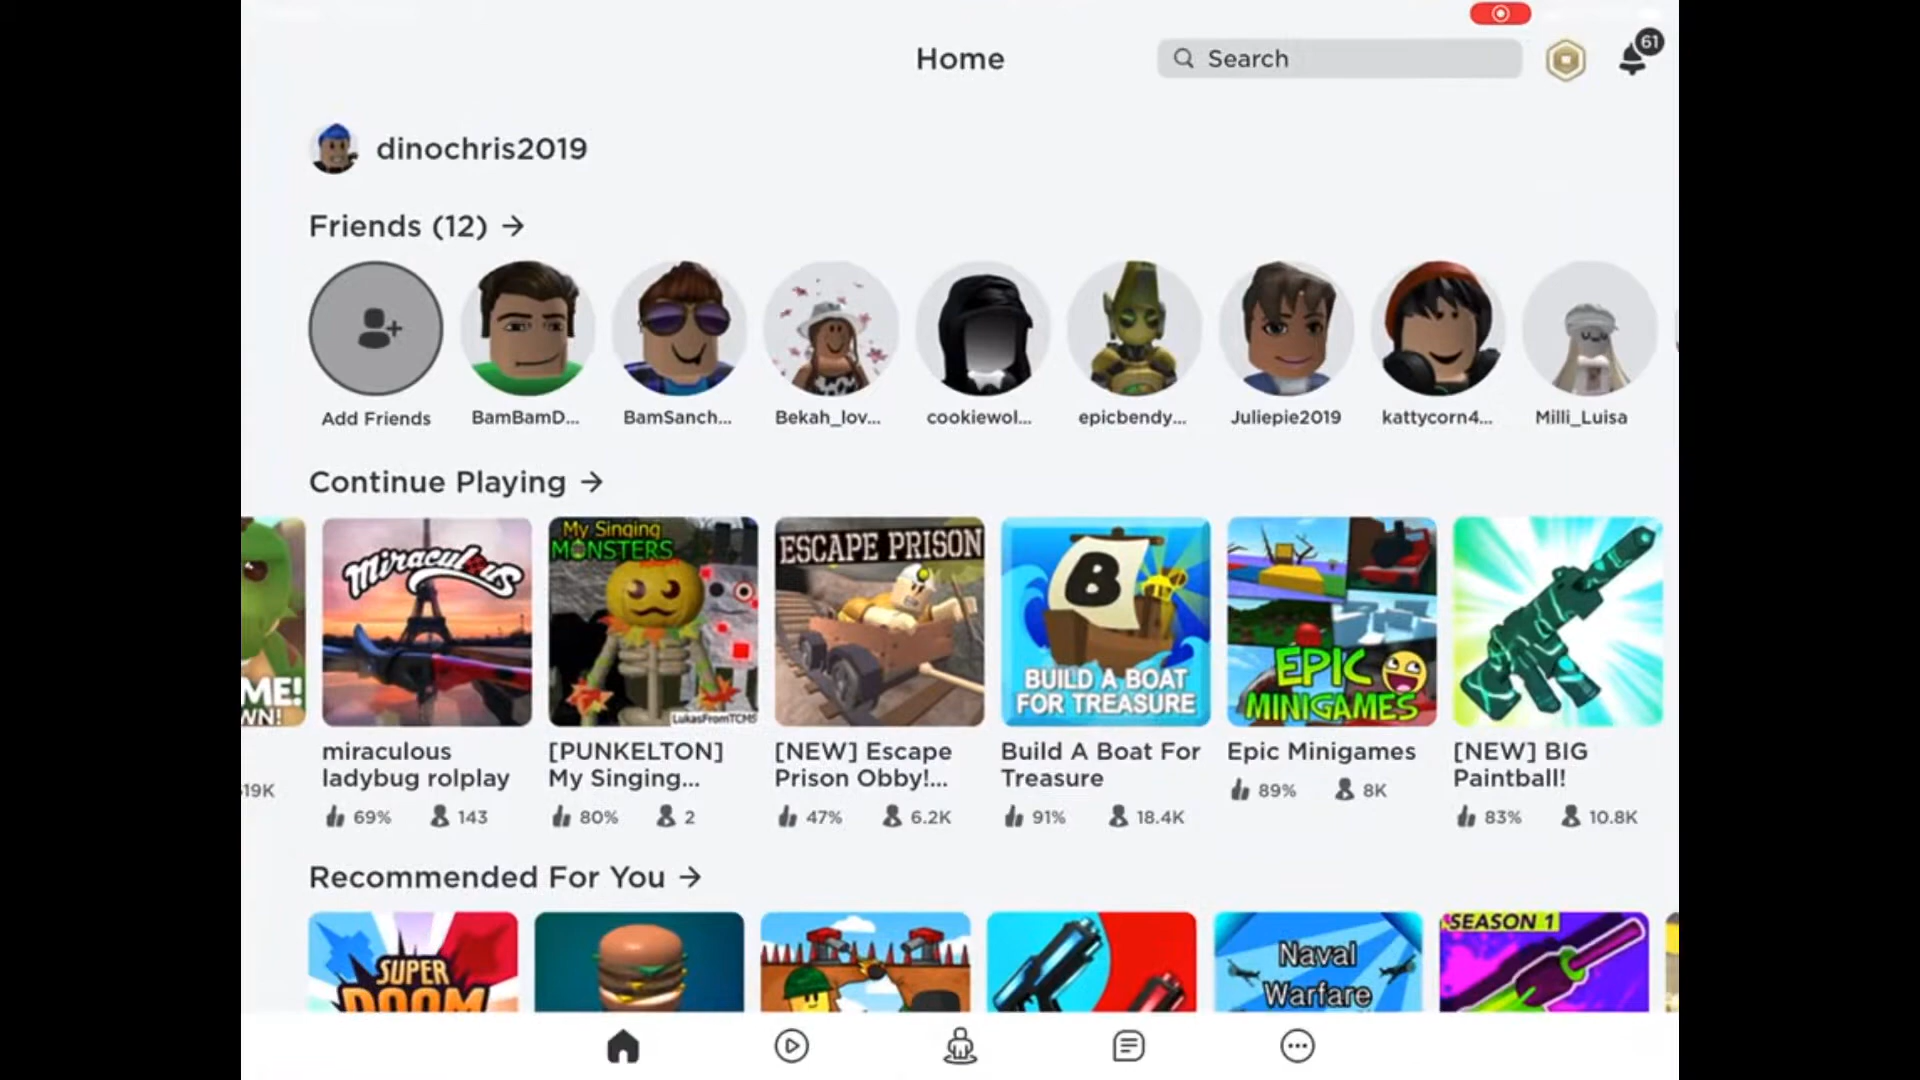 Home
Search
61
dinochris2019
Friends (12)
Add Friends
BamBamD...
BamSanch...
Bekah_lov...
cookiewol...
epicbendy...
Juliepie2019
kattycorn4...
Milli_Luisa
Continue Playing
ME!
WN!
19K
Miraculous
miraculous
ladybug rolplay
69% 143
My Singing
MONSTERS
LukasFromTCMS
[PUNKELTON]
My Singing...
80% 2
ESCAPE PRISON
[NEW] Escape
Prison Obby!...
47% 6.2K
B
BUILD A BOAT
FOR TREASURE
Build A Boat For
Treasure
91% 18.4K
EPIC
MINIGAMES
Epic Minigames
89% 8K
[NEW] BIG
Paintball!
83% 10.8K
Recommended For You
SUPER
DOOM
Naval
Warfare
SEASON 1